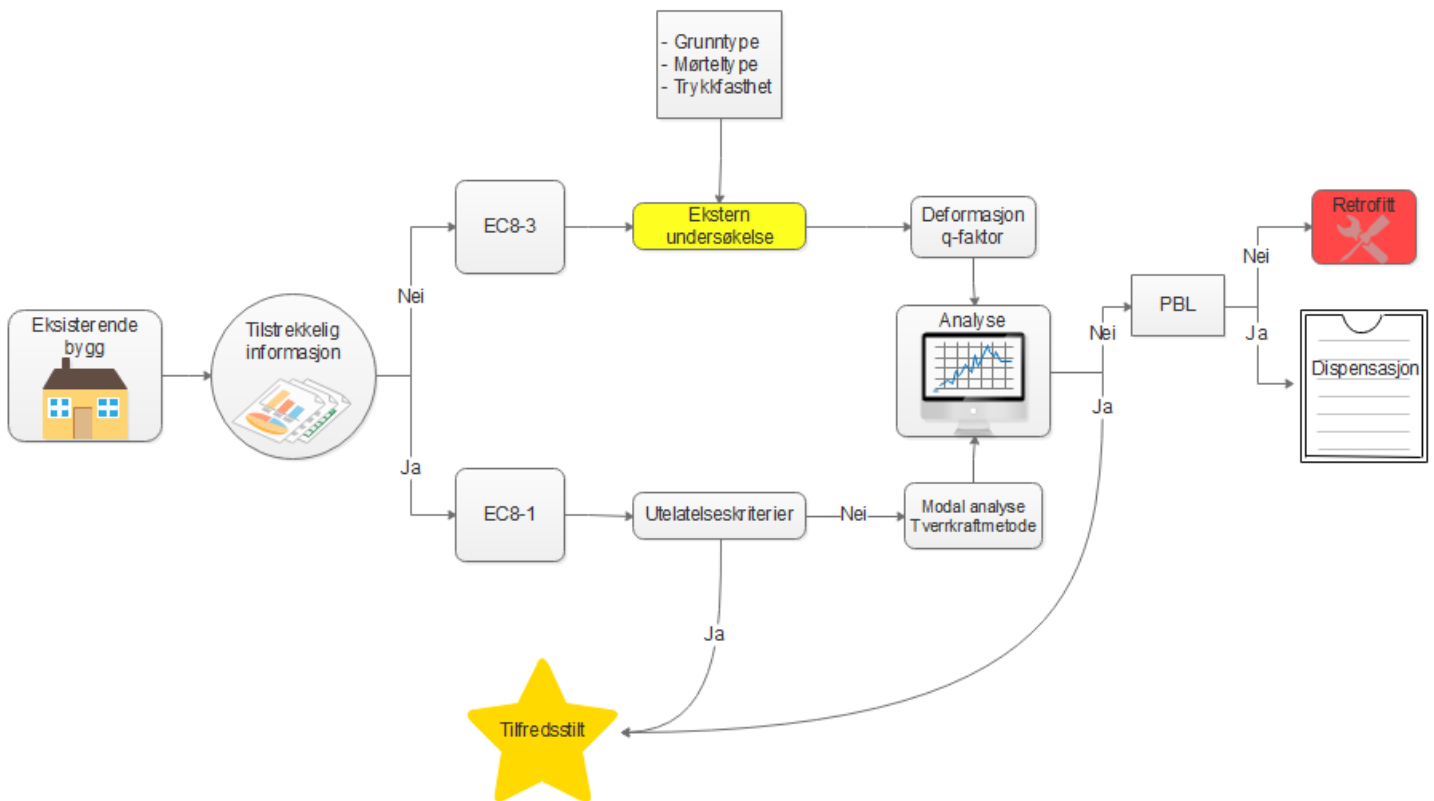 - Grunntype
- Mørteltype
- Trykkfasthet
EC8-3
Ekstern
undersøkelse
Deformasjon
q-faktor
Retrofitt
Nei
Nei
Eksisterende
bygg
Tilstrekkelig
informasjon
Analyse
Nei
PBL
Ja
Dispensasjon
Ja
Ja
EC8-1
Utelatelseskriterier
Nei
Modal analyse
Tverrkraftmetode
Ja
Tilfredsstilt